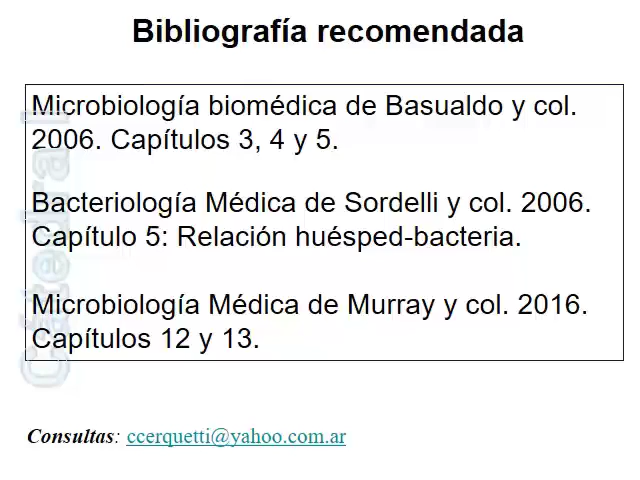 Bibliografía recomendada
Microbiología biomédica de Basualdo y col.
2006. Capítulos 3, 4 y 5.
Bacteriología Médica de Sordelli y col. 2006.
Capítulo 5: Relación huésped-bacteria.
Microbiología Médica de Murray y col. 2016.
Capítulos 12 y 13.
Consultas: ccerquetti@yahoo.com.ar